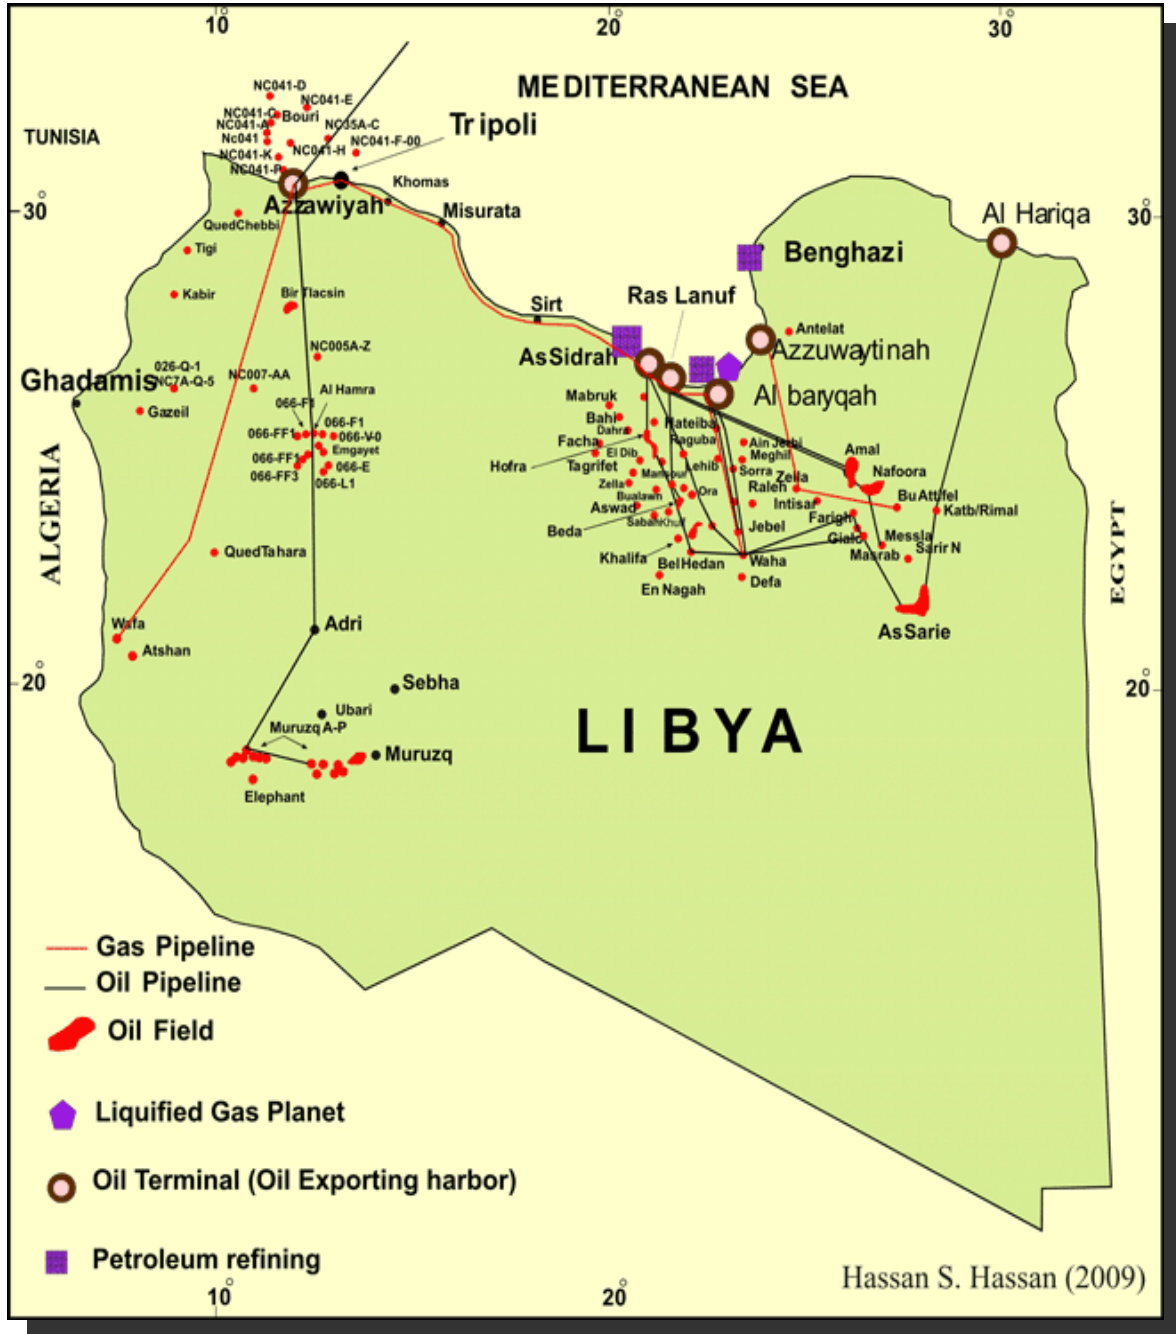 10°
20°
30°
MEDITERRANEAN SEA
TUNISIA
NC041-D
NC041-E
NC041-C
Bouri
NC041-A
NC35A-C
Nc041
NC041-H
NC041-F-00
NC041-K
NC041-P
Tripoli
Azzawiyah
Khomas
Misurata
30°
30°
Al Hariqa
QuedChebbi
Tigi
Kabir
Bir Tlacsin
Benghazi
Ras Lanuf
Sirt
Antelat
NC005A-Z
AsSidrah
Azzuwaytinah
026-Q-1
NC7A-Q-5
NC007-AA
Ghadamis
Al Hamra
Gazeil
066-F1
066-F1
066-FF1
066-V-0
Emgayet
066-FF1
066-E
066-FF3
066-L1
Al baryqah
Mabruk
Bahi
Hateiba
Dahra
Facha
Raguba
Ain Jerbi
Amal
Hofra
El Dib
Meghil
Tagrifet
Lehib
Sorra
Nafoora
Mansour
Zella
Zella
Raleh
Bualawn
Ora
BuAttifel
Aswad
Intisar
Katb/Rimal
Sabah
Khuif
Farigh
Beda
Jebel
Gialo
Messla
Khalifa
Masrab
Sarir N
BelHedan
Waha
En Nagah
Defa
AsSarie
ALGERIA
EGYPT
QuedTahara
Wafa
Atshan
Adri
20°
20°
Sebha
Ubari
Muruzq A-P
Muruzq
Elephant
LIBYA
Gas Pipeline
Oil Pipeline
Oil Field
Liquified Gas Planet
Oil Terminal (Oil Exporting harbor)
Petroleum refining
Hassan S. Hassan (2009)
10°
20°